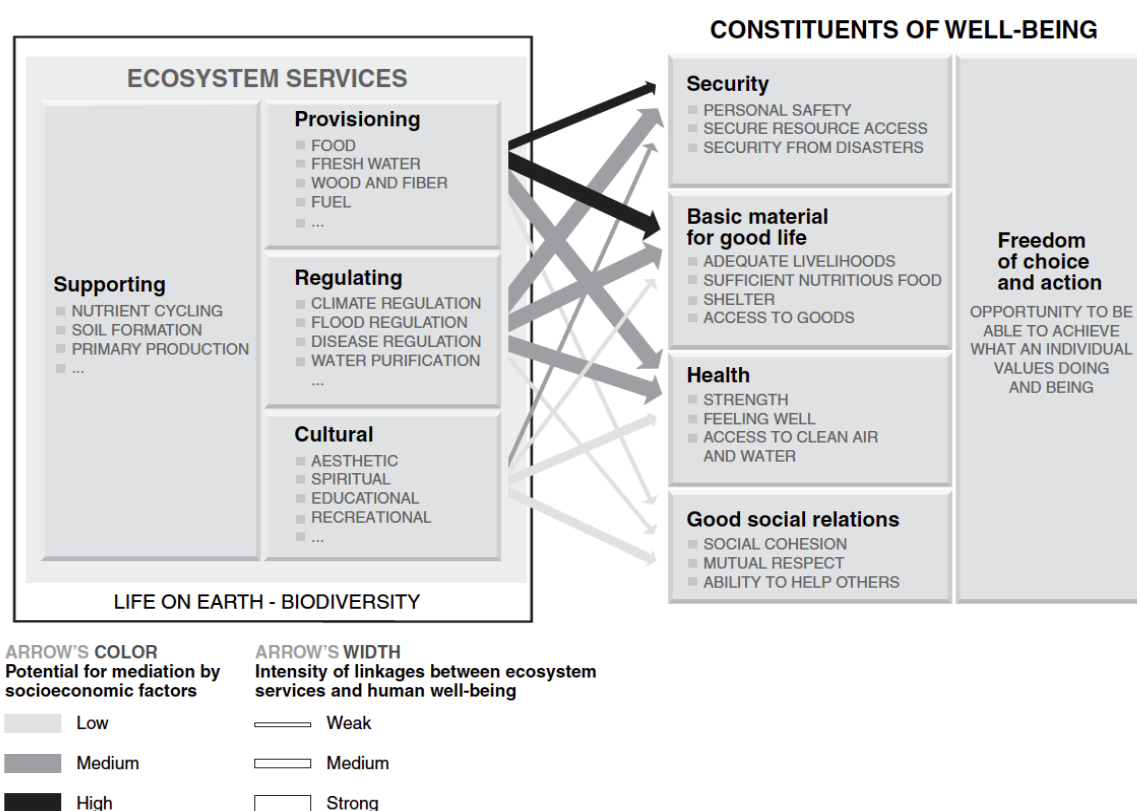 CONSTITUENTS OF WELL-BEING
ECOSYSTEM SERVICES
Supporting
NUTRIENT CYCLING
SOIL FORMATION
PRIMARY PRODUCTION
...
Provisioning
FOOD
FRESH WATER
WOOD AND FIBER
FUEL
...
Regulating
CLIMATE REGULATION
FLOOD REGULATION
DISEASE REGULATION
WATER PURIFICATION
...
Cultural
AESTHETIC
SPIRITUAL
EDUCATIONAL
RECREATIONAL
...
LIFE ON EARTH - BIODIVERSITY
Security
PERSONAL SAFETY
SECURE RESOURCE ACCESS
SECURITY FROM DISASTERS
Basic material
for good life
ADEQUATE LIVELIHOODS
SUFFICIENT NUTRITIOUS FOOD
SHELTER
ACCESS TO GOODS
Health
STRENGTH
FEELING WELL
ACCESS TO CLEAN AIR
AND WATER
Good social relations
SOCIAL COHESION
MUTUAL RESPECT
ABILITY TO HELP OTHERS
Freedom
of choice
and action
OPPORTUNITY TO BE
ABLE TO ACHIEVE
WHAT AN INDIVIDUAL
VALUES DOING
AND BEING
ARROW'S COLOR
Potential for mediation by
socioeconomic factors
Low
Medium
High
ARROW'S WIDTH
Intensity of linkages between ecosystem
services and human well-being
Weak
Medium
Strong